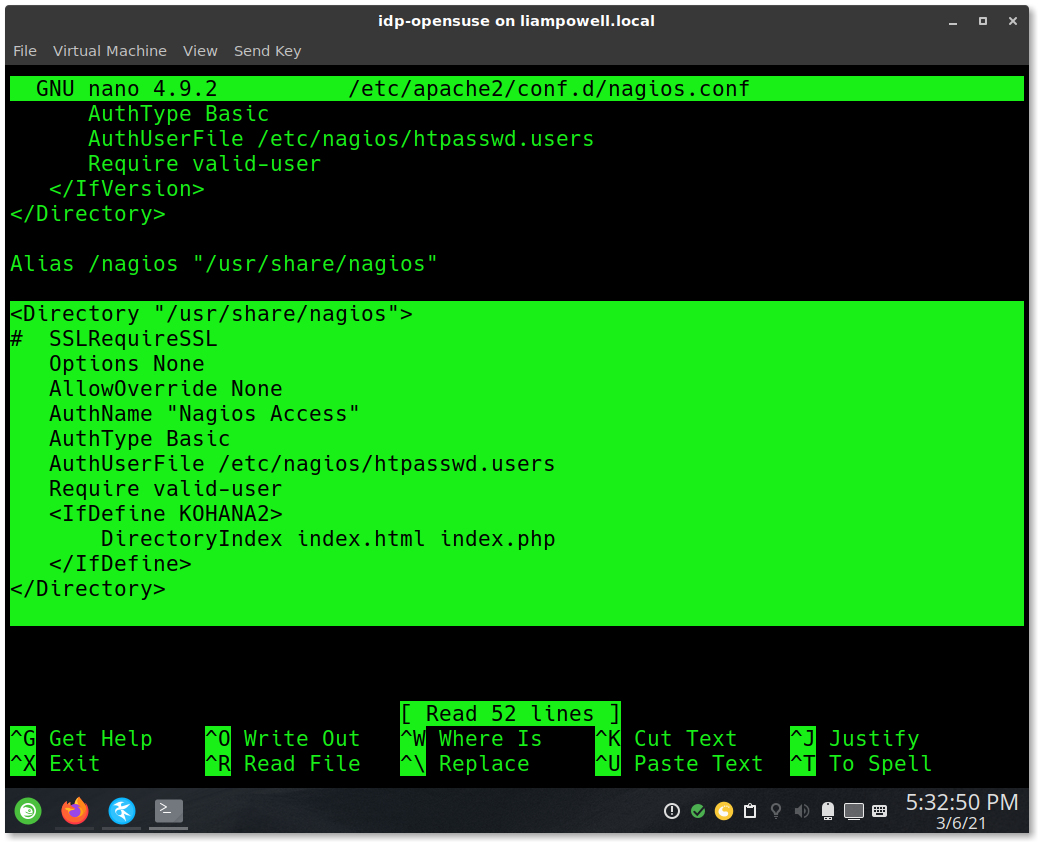 idp-opensuse on liampowell.local
File Virtual Machine View Send Key
GNU nano 4.9.2 /etc/apache2/conf.d/nagios.conf
AuthType Basic
AuthUserFile /etc/nagios/htpasswd.users
Require valid-user
</IfVersion>
</Directory>
Alias /nagios "/usr/share/nagios"
<Directory "/usr/share/nagios">
# SSLRequireSSL
Options None
AllowOverride None
AuthName "Nagios Access"
AuthType Basic
AuthUserFile /etc/nagios/htpasswd.users
Require valid-user
<IfDefine KOHANA2>
DirectoryIndex index.html index.php
</IfDefine>
</Directory>
[ Read 52 lines ]
^G Get Help ^O Write Out ^W Where Is ^K Cut Text ^J Justify
^X Exit ^R Read File ^\ Replace ^U Paste Text ^T To Spell
5:32:50 PM
3/6/21